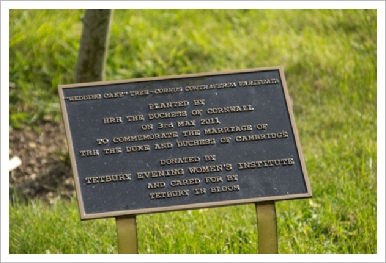 "WEDDING CAKE" TREE - CORNUS CONTROVERSA VARIEGATA
PLANTED BY
HRH THE DUCHESS OF CORNWALL
ON 3rd MAY 2011
TO COMMEMORATE THE MARRIAGE OF
TRH THE DUKE AND DUCHESS OF CAMBRIDGE
DONATED BY
TETBURY EVENING WOMEN'S INSTITUTE
AND CARED FOR BY
TETBURY IN BLOOM